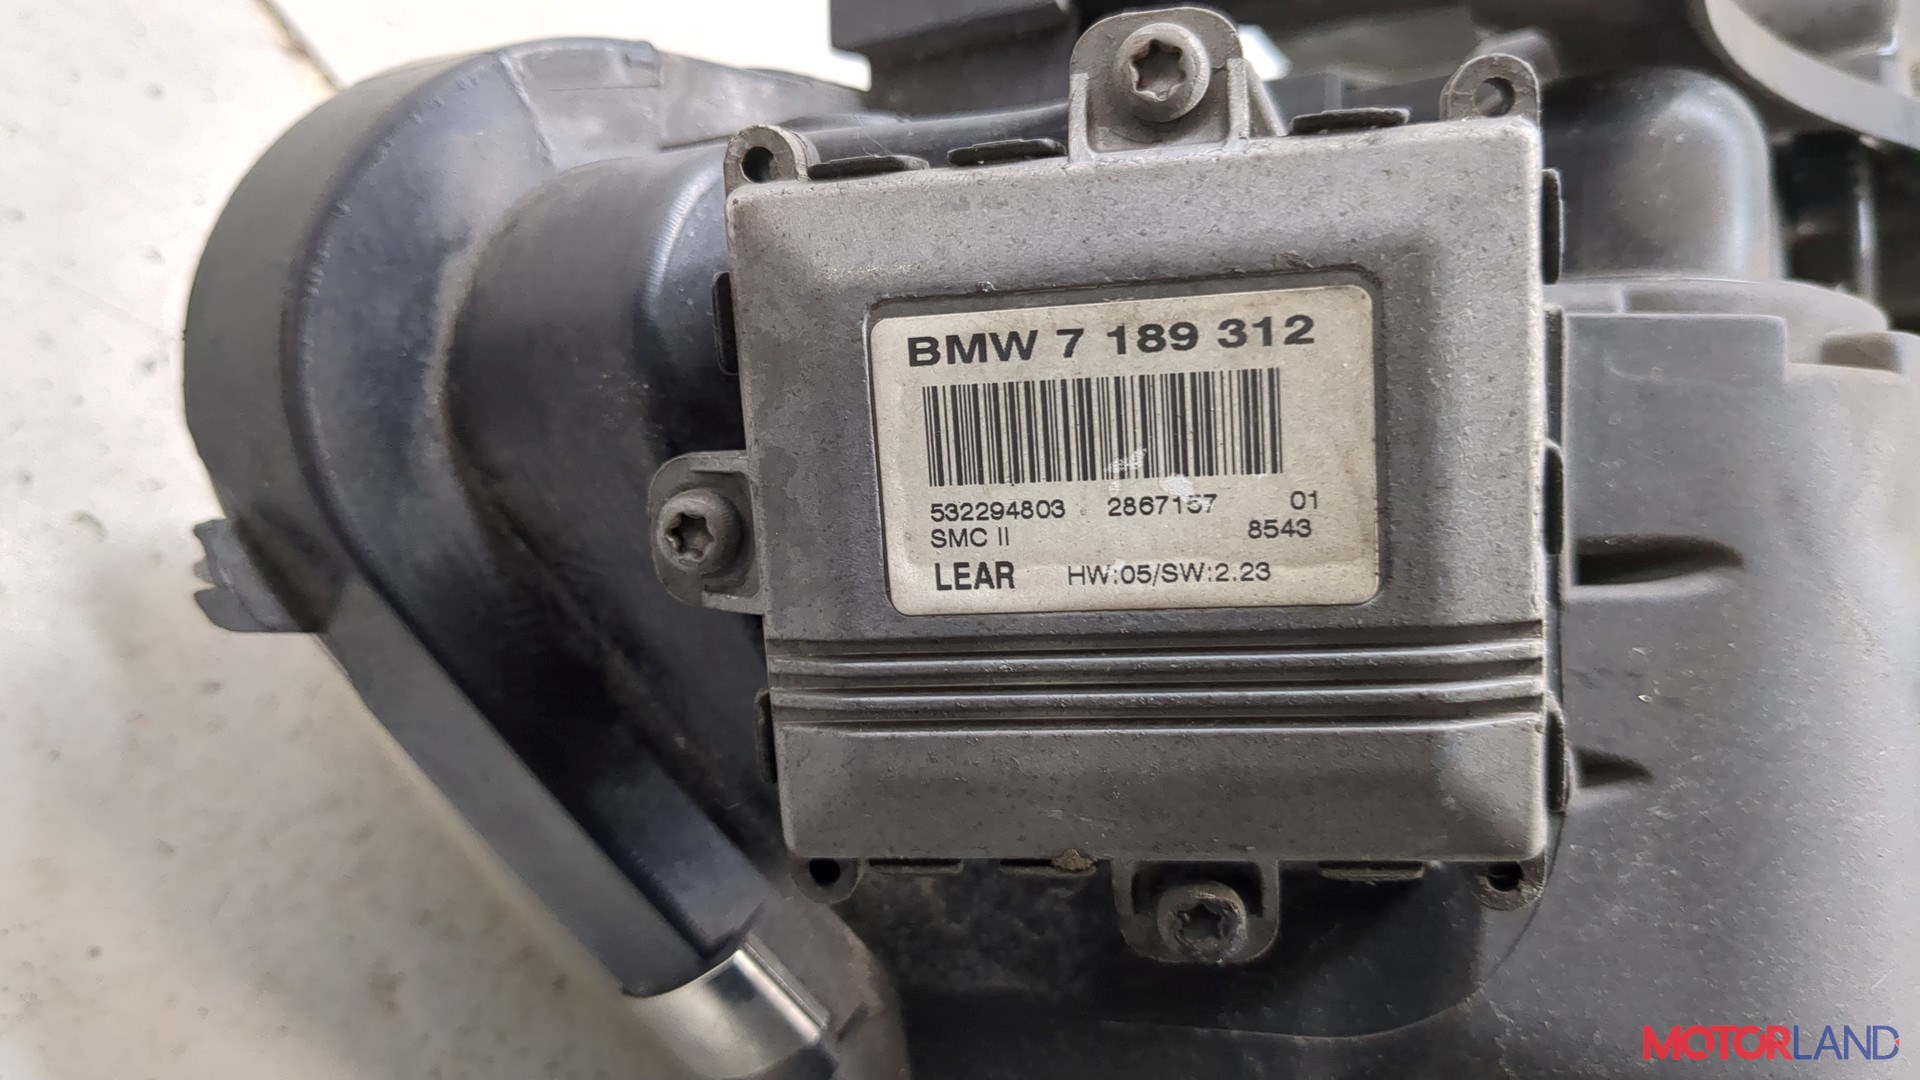 BMW 7 189 312
532294803 2867157 01
SMC II 8543
LEAR HW:05/SW:2.23
MOTORLAND